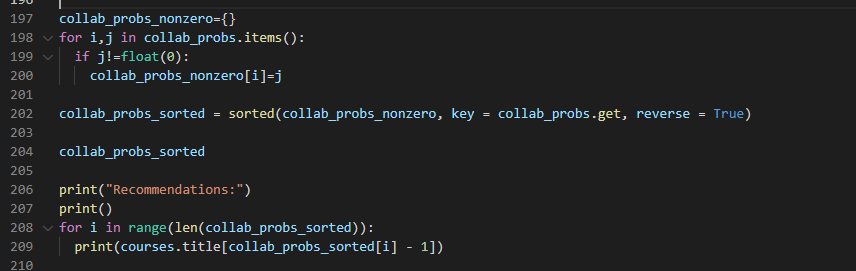 196
197 collab_probs_nonzero={}
198 for i,j in collab_probs.items():
199 if j!=float(0):
200 collab_probs_nonzero[i]=j
201
202 collab_probs_sorted = sorted(collab_probs_nonzero, key = collab_probs.get, reverse = True)
203
204 collab_probs_sorted
205
206 print("Recommendations:")
207 print()
208 for i in range(len(collab_probs_sorted)):
209 print(courses.title[collab_probs_sorted[i] - 1])
210